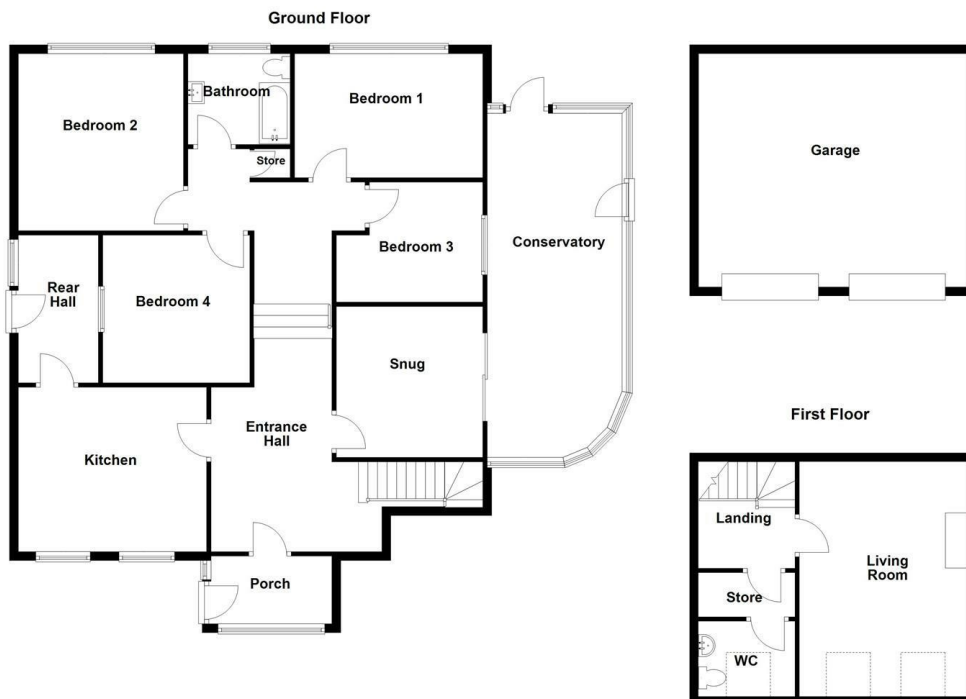 Ground Floor
Bathroom
Bedroom 1
Bedroom 2
Store
Garage
Bedroom 3
Conservatory
Rear
Hall
Bedroom 4
Snug
Entrance
Hall
Kitchen
Porch
First Floor
Landing
Living
Room
Store
WC